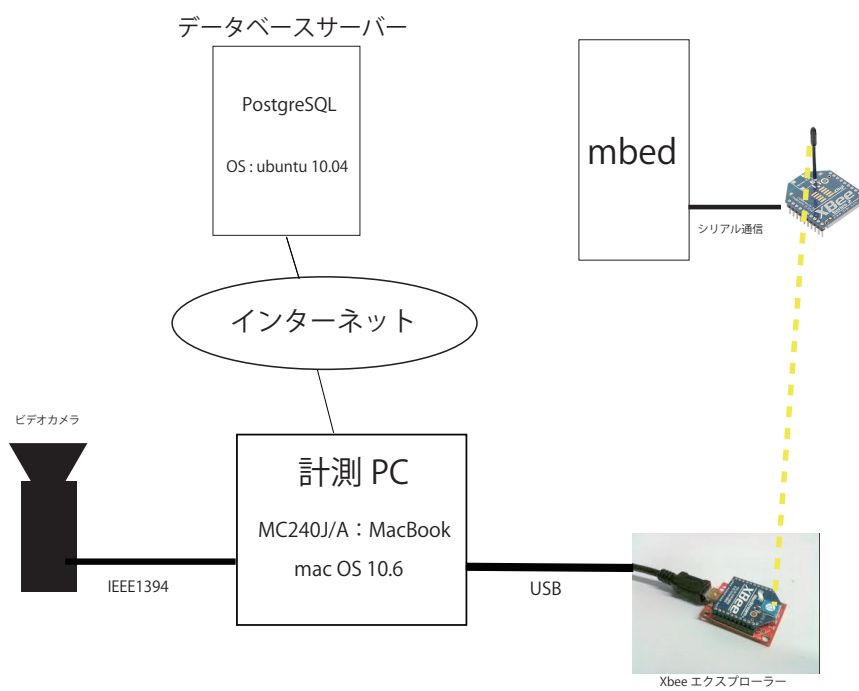 データベースサーバー
PostgreSQL
OS : ubuntu 10.04
mbed
XBee
シリアル通信
インターネット
ビデオカメラ
計測 PC
MC240J/A：MacBook
mac OS 10.6
IEEE1394
USB
XBee
Xbee エクスプローラー